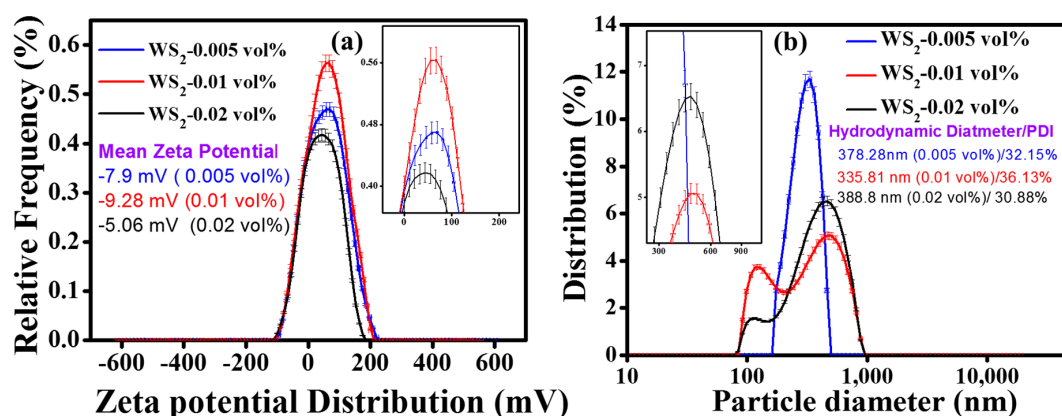 (a)
WS2-0.005 vol%
WS2-0.01 vol%
WS2-0.02 vol%
Mean Zeta Potential
-7.9 mV ( 0.005 vol%)
-9.28 mV (0.01 vol%)
-5.06 mV (0.02 vol%)
Relative Frequency (%)
0.6
0.5
0.4
0.3
0.2
0.1
0.0
-600 -400 -200 0 200 400 600
Zeta potential Distribution (mV)
0.56
0.48
0.40
0 100 200
(b)
WS2-0.005 vol%
WS2-0.01 vol%
WS2-0.02 vol%
Hydrodynamic Diatmeter/PDI
378.28nm (0.005 vol%)/32.15%
335.81 nm (0.01 vol%)/36.13%
388.8 nm (0.02 vol%)/ 30.88%
Distribution (%)
14
12
10
8
6
4
2
0
10 100 1,000 10,000
Particle diameter (nm)
7
6
5
300 600 900